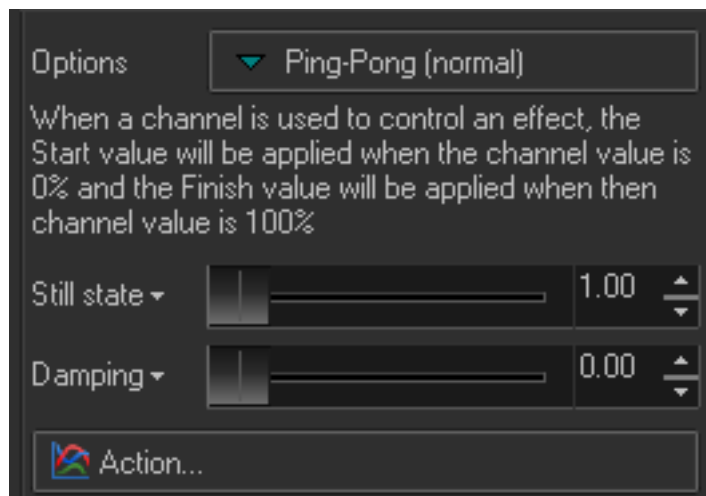 Options
Ping-Pong (normal)
When a channel is used to control an effect, the
Start value will be applied when the channel value is
0% and the Finish value will be applied when then
channel value is 100%
Still state
1.00
Damping
0.00
Action...